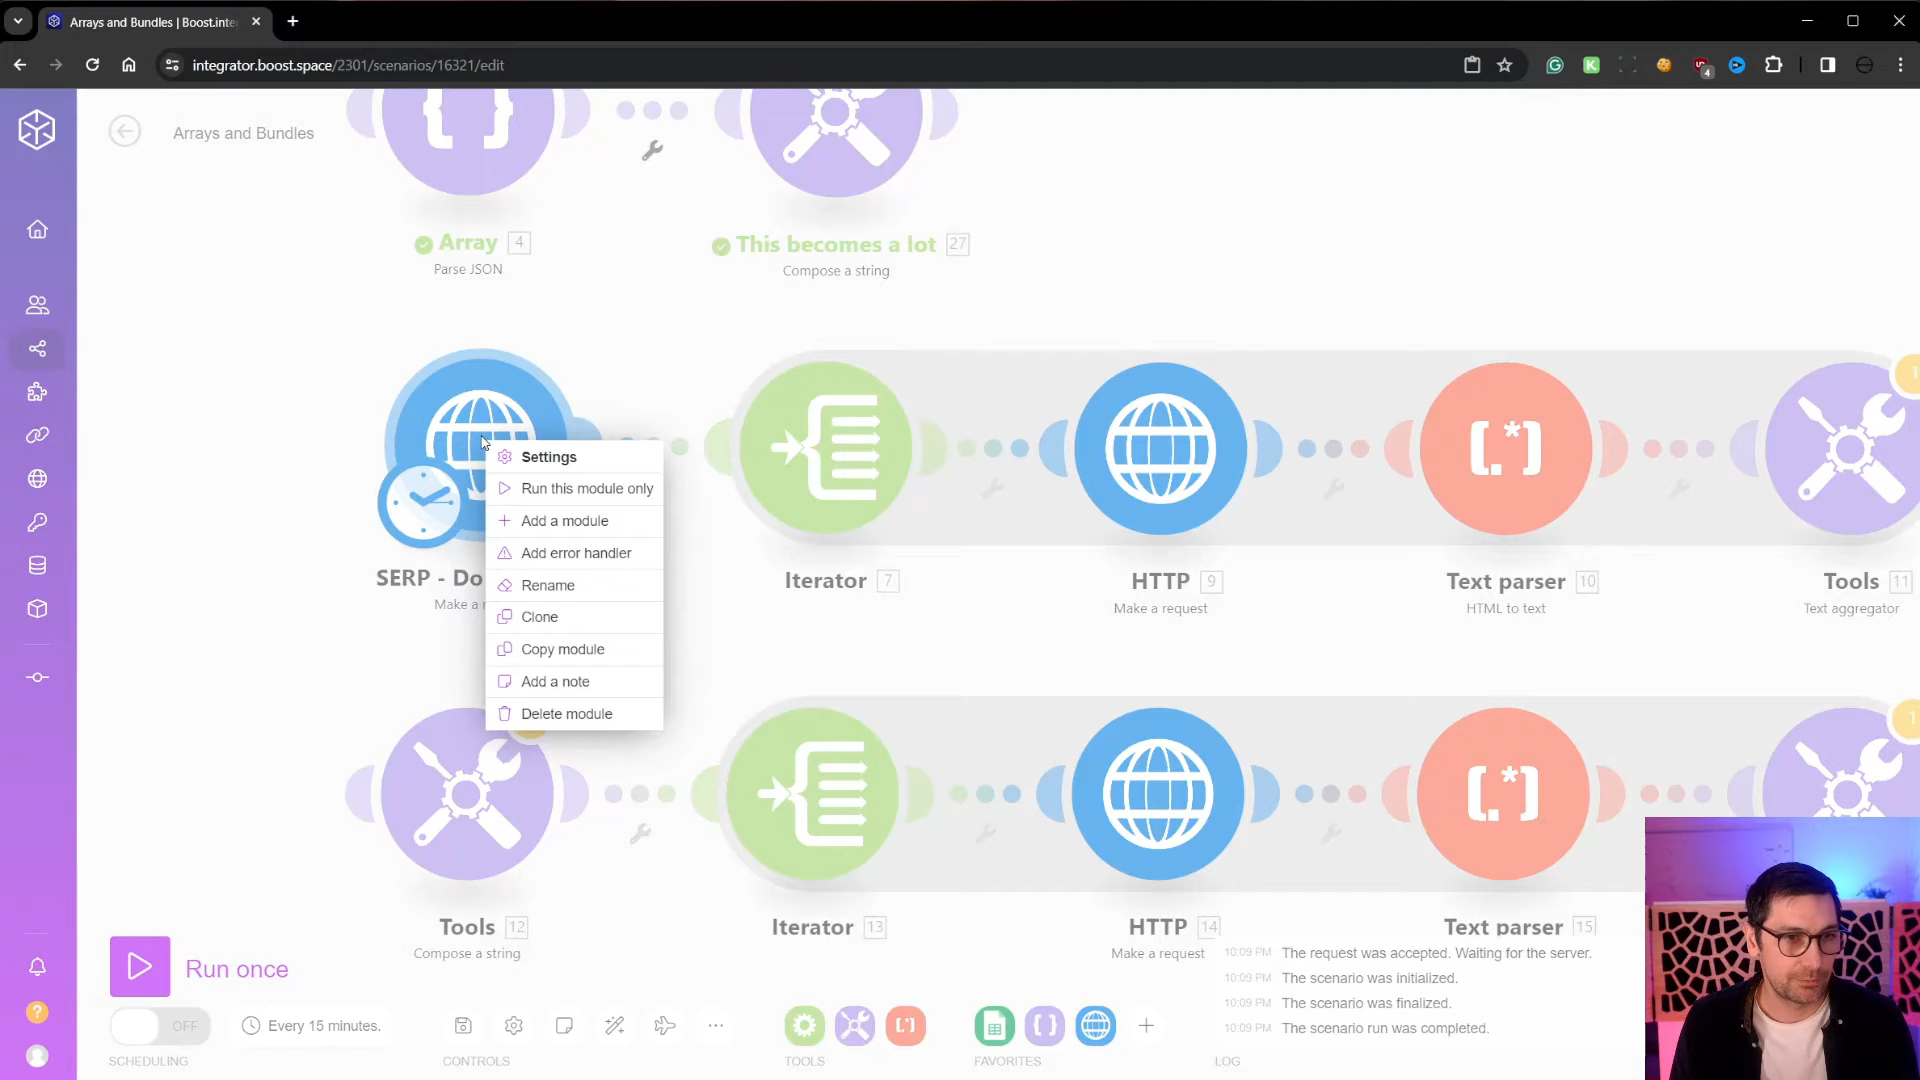 Arrays and Bundles | Boost.inte
integrator.boost.space/2301/scenarios/16321/edit
4
Arrays and Bundles
Array 4
Parse JSON
This becomes a lot 27
Compose a string
Settings
Run this module only
Add a module
Add error handler
Rename
Clone
Copy module
Add a note
Delete module
SERP - Do
Make a r
Iterator 7
HTTP 9
Make a request
Text parser 10
HTML to text
Tools 11
Text aggregator
1
1
Tools 12
Compose a string
Iterator 13
HTTP 14
Make a request
Text parser 15
Run once
OFF
Every 15 minutes.
SCHEDULING
CONTROLS
TOOLS
FAVORITES
LOG
10:09 PM The request was accepted. Waiting for the server.
10:09 PM The scenario was initialized.
10:09 PM The scenario was finalized.
10:09 PM The scenario run was completed.